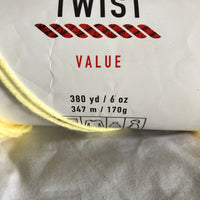 TWIST
VALUE
380 yd / 6 oz
347 m / 170g